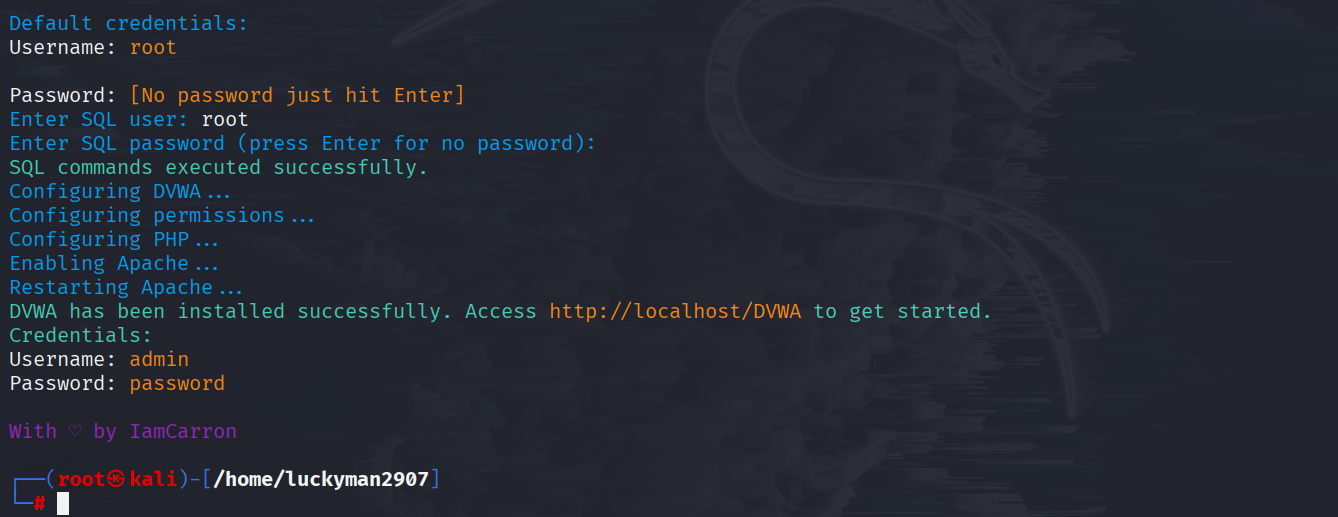 Default credentials:
Username: root
Password: [No password just hit Enter]
Enter SQL user: root
Enter SQL password (press Enter for no password):
SQL commands executed successfully.
Configuring DVWA...
Configuring permissions...
Configuring PHP...
Enabling Apache...
Restarting Apache...
DVWA has been installed successfully. Access http://localhost/DVWA to get started.
Credentials:
Username: admin
Password: password
With ♡ by IamCarron
┌──(root㉿kali)-[/home/luckyman2907]
└─#